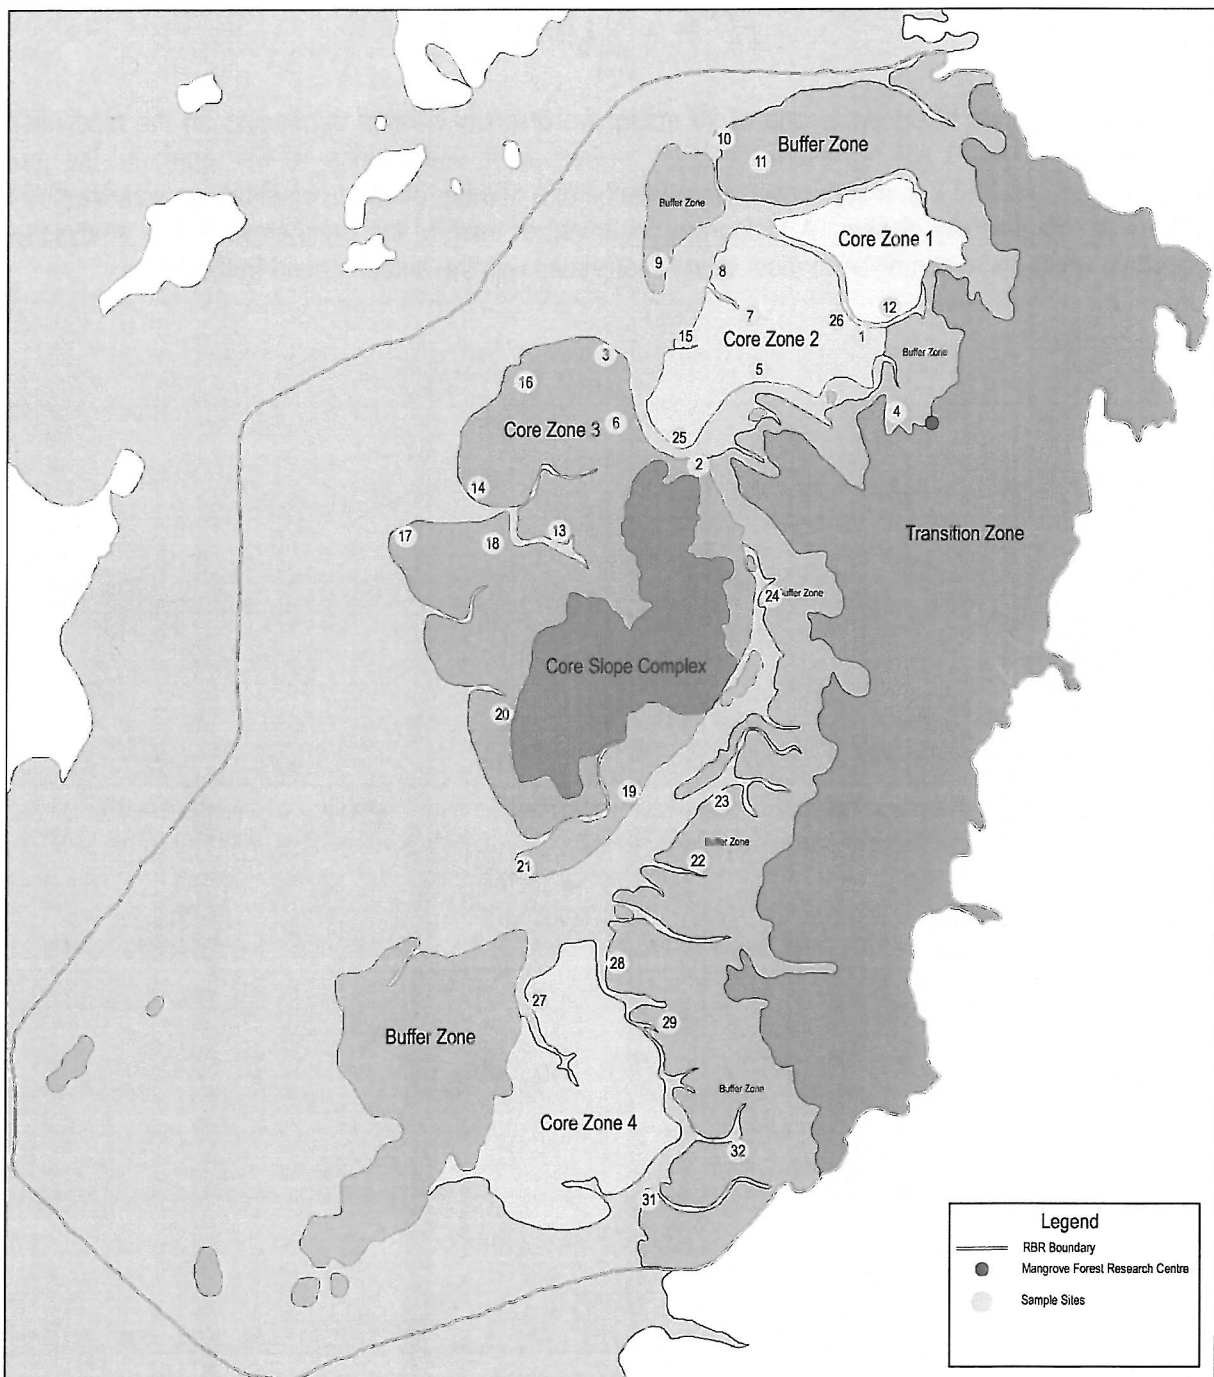 10
11
Buffer Zone
Buffer Zone
Core Zone 1
9
8
12
7
26
15
Core Zone 2
1
3
Buffer Zone
16
5
6
4
Core Zone 3
25
2
14
17
18
13
Transition Zone
24
Buffer Zone
Core Slope Complex
20
19
23
Buffer Zone
22
21
28
27
29
Buffer Zone
Buffer Zone
Core Zone 4
32
31
Legend
RBR Boundary
Mangrove Forest Research Centre
Sample Sites